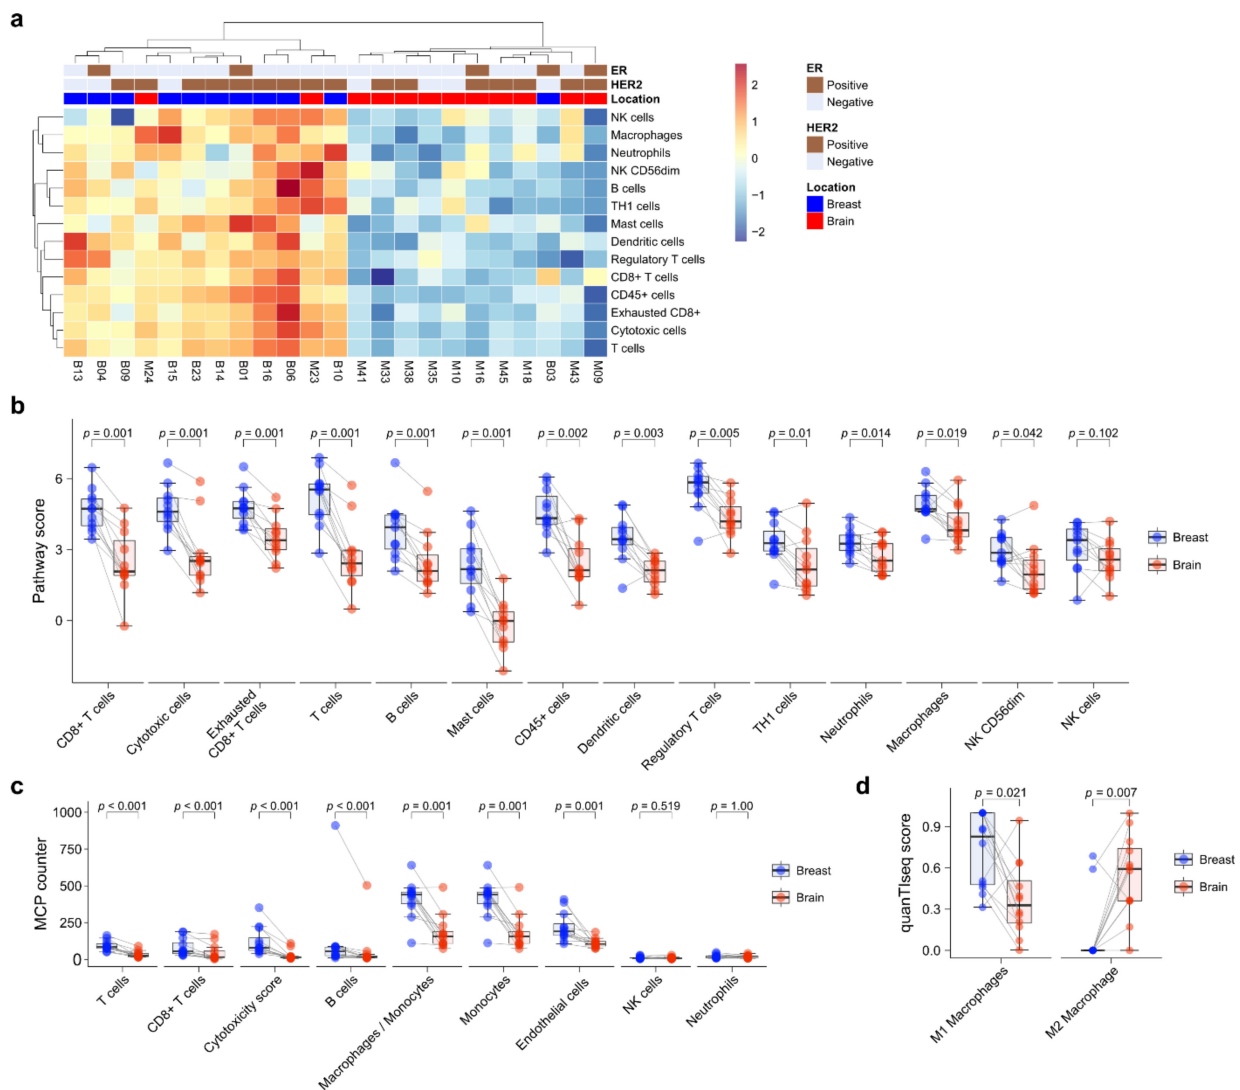 a
ER
HER2
Location
NK cells
Macrophages
Neutrophils
NK CD56dim
B cells
TH1 cells
Mast cells
Dendritic cells
Regulatory T cells
CD8+ T cells
CD45+ cells
Exhausted CD8+
Cytotoxic cells
T cells
B13 B04 B09 M24 B15 B23 B14 B01 B16 B06 M23 B10 M41 M33 M38 M35 M10 M16 M45 M18 B03 M43 M09
2
1
0
−1
−2
ER
Positive
Negative
HER2
Positive
Negative
Location
Breast
Brain
b
Pathway score
6
3
0
p = 0.001 p = 0.001 p = 0.001 p = 0.001 p = 0.001 p = 0.001 p = 0.002 p = 0.003 p = 0.005 p = 0.01 p = 0.014 p = 0.019 p = 0.042 p = 0.102
CD8+ T cells
Cytotoxic cells
Exhausted
CD8+ T cells
T cells
B cells
Mast cells
CD45+ cells
Dendritic cells
Regulatory T cells
TH1 cells
Neutrophils
Macrophages
NK CD56dim
NK cells
Breast
Brain
c
MCP counter
1000
750
500
250
0
p < 0.001 p < 0.001 p < 0.001 p < 0.001 p = 0.001 p = 0.001 p = 0.001 p = 0.519 p = 1.00
T cells
CD8+ T cells
Cytotoxicity score
B cells
Macrophages / Monocytes
Monocytes
Endothelial cells
NK cells
Neutrophils
Breast
Brain
d
quanTIseq score
0.9
0.6
0.3
0.0
p = 0.021 p = 0.007
M1 Macrophages
M2 Macrophage
Breast
Brain